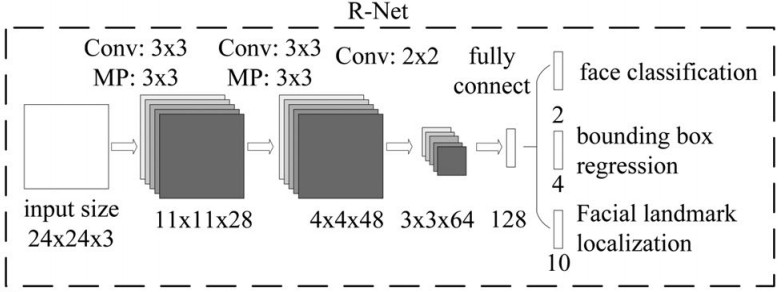 R-Net
Conv: 3x3
MP: 3x3
Conv: 3x3
MP: 3x3
Conv: 2x2
fully
connect
face classification
2
bounding box
regression
4
Facial landmark
localization
10
input size
24x24x3
11x11x28
4x4x48
3x3x64
128